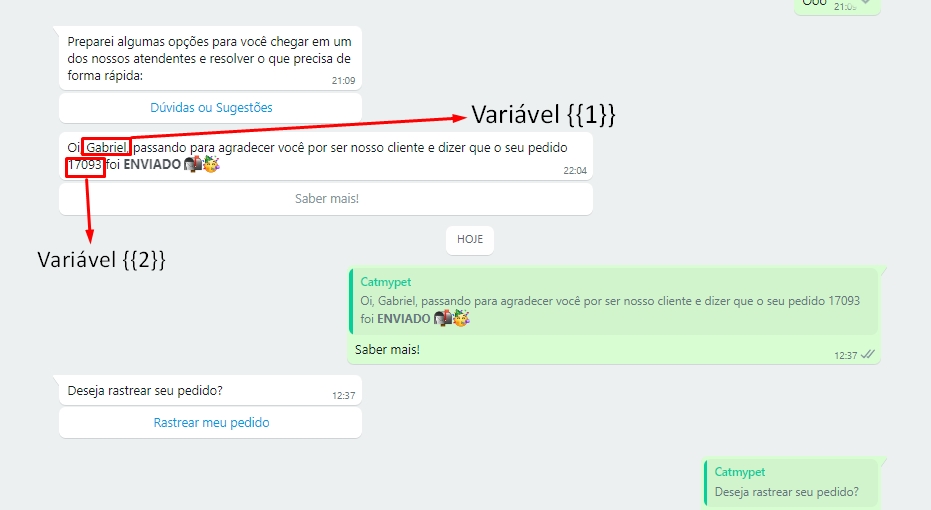 21:09
Preparei algumas opções para você chegar em um
dos nossos atendentes e resolver o que precisa de
forma rápida:
21:09
Dúvidas ou Sugestões
Variável {{1}}
Oi, Gabriel, passando para agradecer você por ser nosso cliente e dizer que o seu pedido
17093 foi ENVIADO
22:04
Saber mais!
HOJE
Variável {{2}}
Catmypet
Oi, Gabriel, passando para agradecer você por ser nosso cliente e dizer que o seu pedido 17093
foi ENVIADO
Saber mais!
12:37
Deseja rastrear seu pedido?
12:37
Rastrear meu pedido
Catmypet
Deseja rastrear seu pedido?